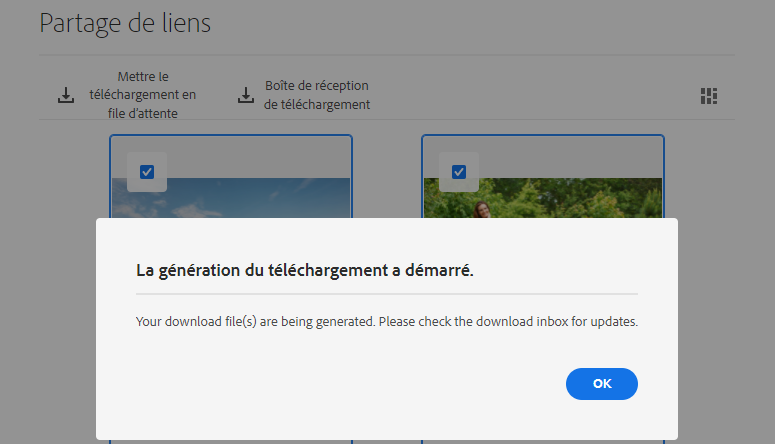 Partage de liens
Mettre le
téléchargement en
file d'attente
Boîte de réception
de téléchargement
La génération du téléchargement a démarré.
Your download file(s) are being generated. Please check the download inbox for updates.
OK